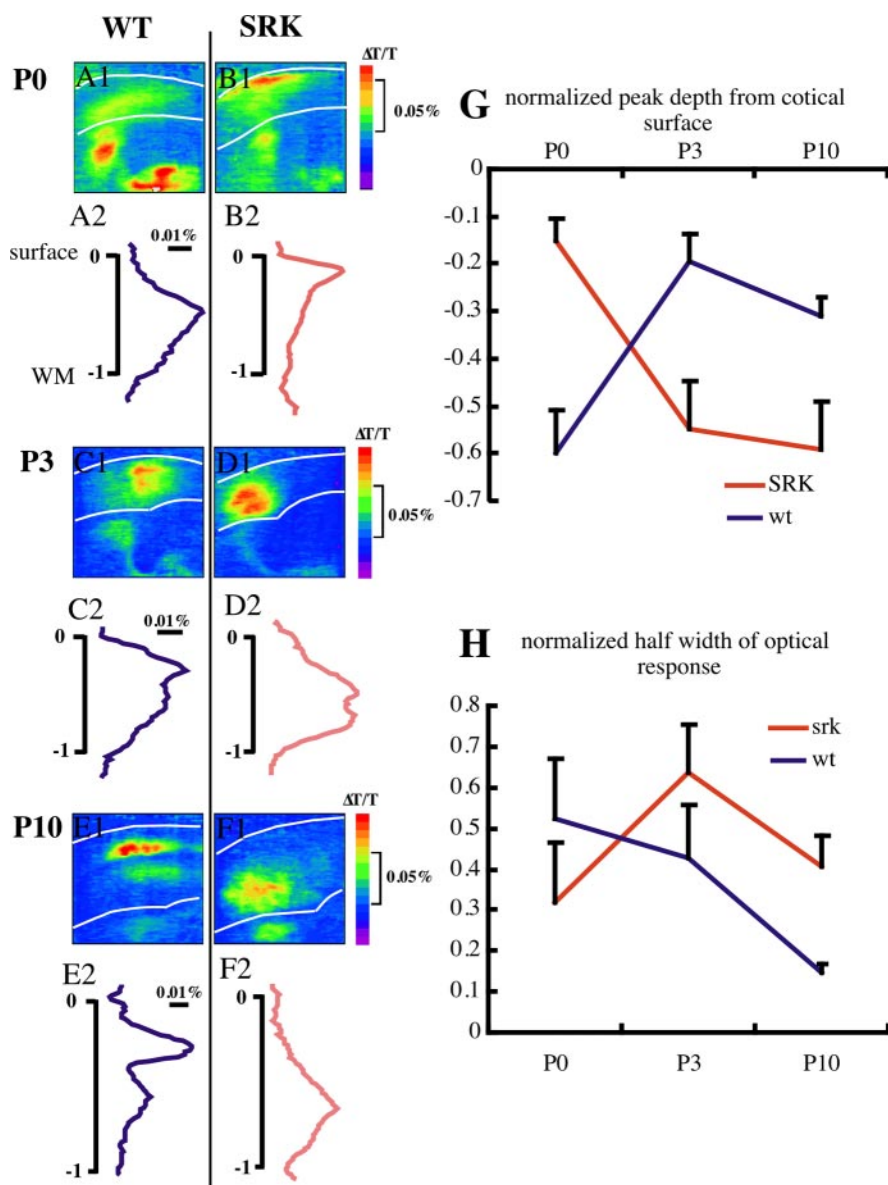 WT
SRK
P0
A1
B1
ΔT/T
0.05%
A2
B2
0.01%
surface
0
0
WM
-1
-1
P3
C1
D1
ΔT/T
0.05%
C2
D2
0.01%
0
0
-1
-1
P10
E1
F1
ΔT/T
0.05%
E2
F2
0.01%
0
0
-1
-1
G
normalized peak depth from cotical
surface
P0
P3
P10
0
-0.1
-0.2
-0.3
-0.4
-0.5
-0.6
-0.7
SRK
wt
H
normalized half width of optical
response
0.8
0.7
0.6
0.5
0.4
0.3
0.2
0.1
0
srk
wt
P0
P3
P10